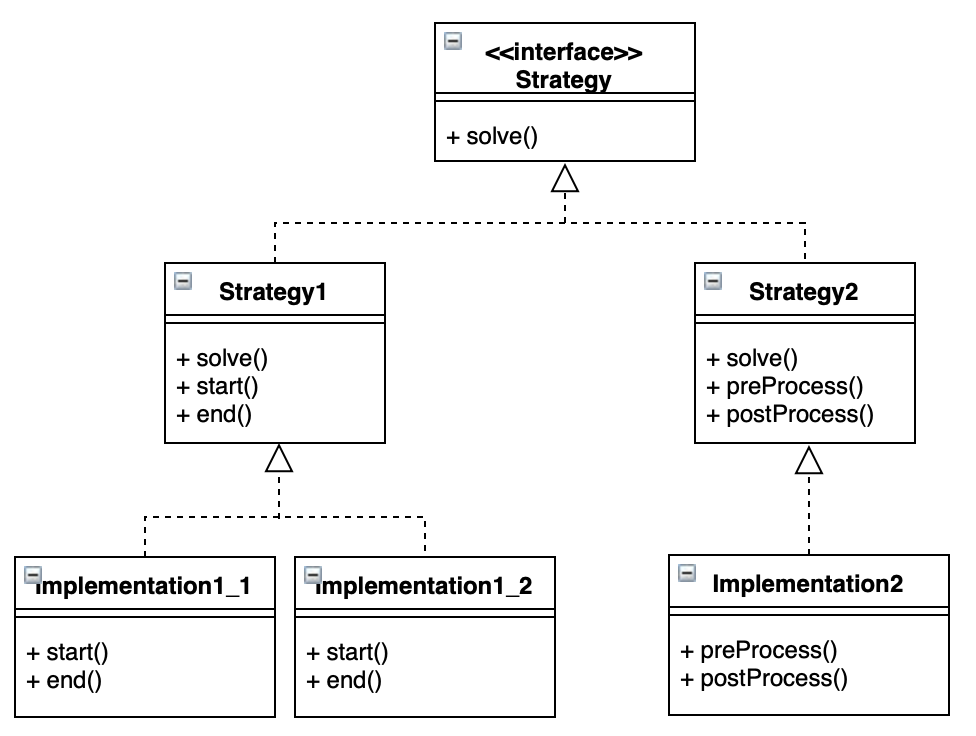 <<interface>>
Strategy
+ solve()
Strategy1
+ solve()
+ start()
+ end()
Strategy2
+ solve()
+ preProcess()
+ postProcess()
Implementation1_1
+ start()
+ end()
Implementation1_2
+ start()
+ end()
Implementation2
+ preProcess()
+ postProcess()